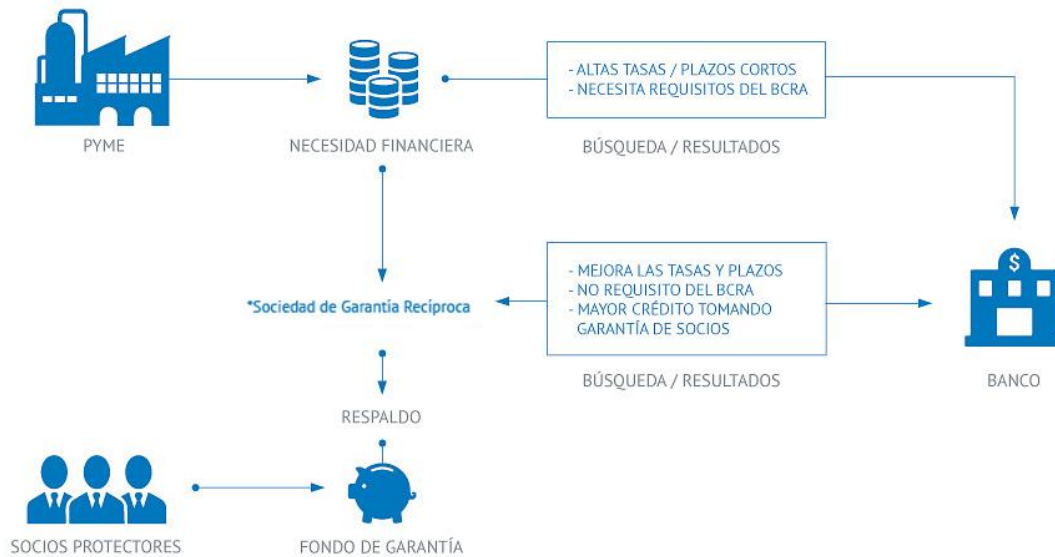 - ALTAS TASAS / PLAZOS CORTOS
- NECESITA REQUISITOS DEL BCRA
PYME
NECESIDAD FINANCIERA
BÚSQUEDA / RESULTADOS
$
- MEJORA LAS TASAS Y PLAZOS
- NO REQUISITO DEL BCRA
- MAYOR CRÉDITO TOMANDO
GARANTÍA DE SOCIOS
*Sociedad de Garantía Recíproca
BÚSQUEDA / RESULTADOS
BANCO
RESPALDO
SOCIOS PROTECTORES
FONDO DE GARANTÍA